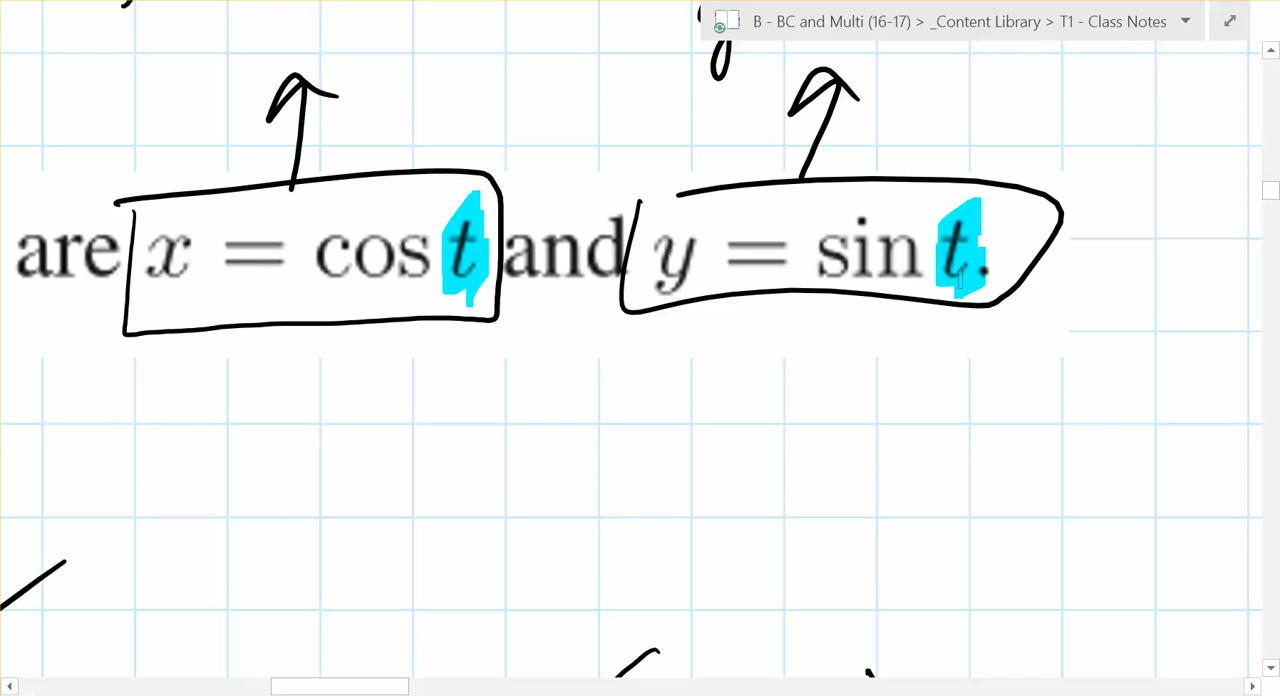 B - BC and Multi (16-17) > _Content Library > T1 - Class Notes
are x = cos t and y = sin t.